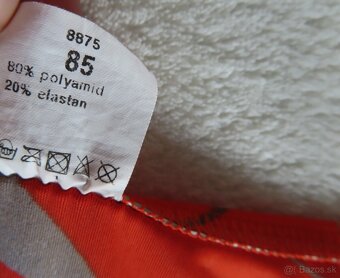 8875
85
80% polyamid
20% elastan
© Bazos.sk